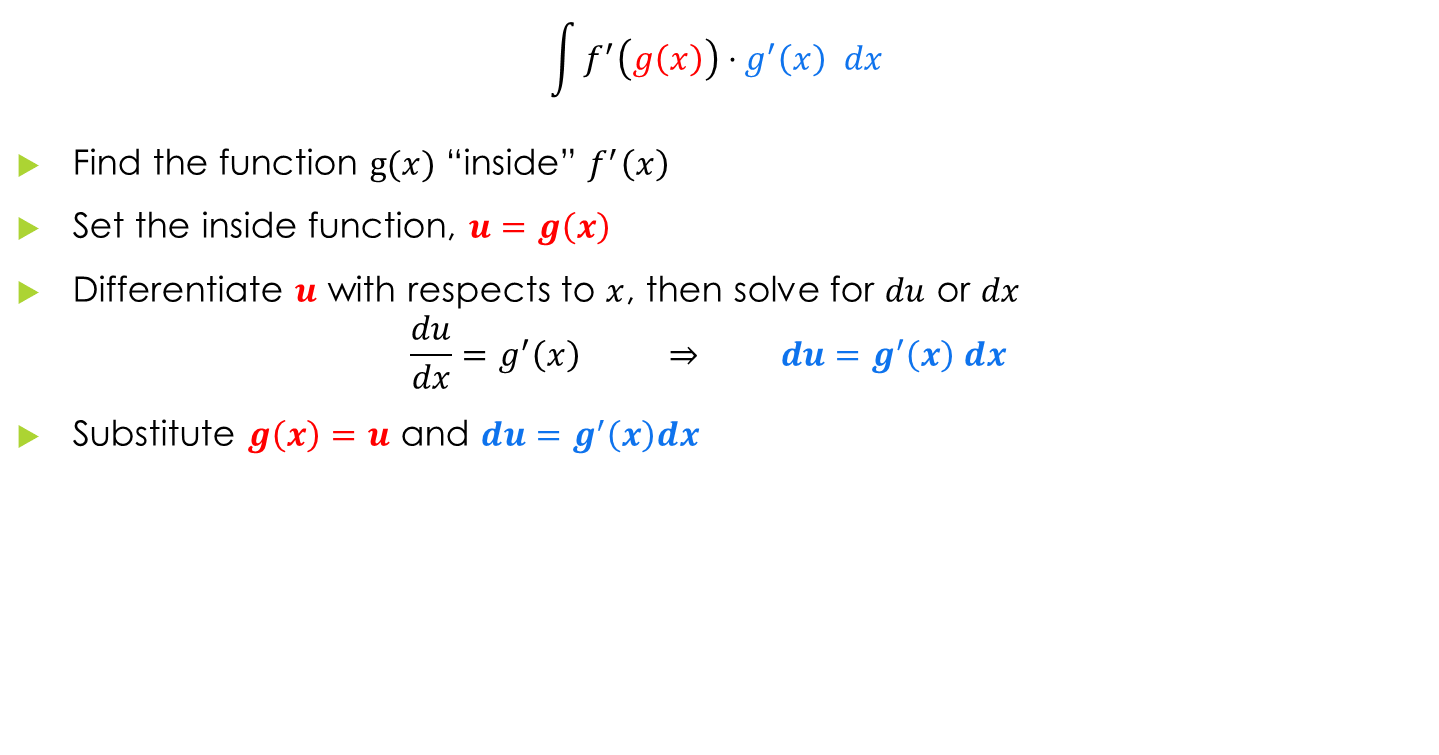 ∫ f′(g(x)) · g′(x) dx
Find the function g(x) “inside” f′(x)
Set the inside function, u = g(x)
Differentiate u with respects to x, then solve for du or dx
du/dx = g′(x) ⇒ du = g′(x) dx
Substitute g(x) = u and du = g′(x)dx